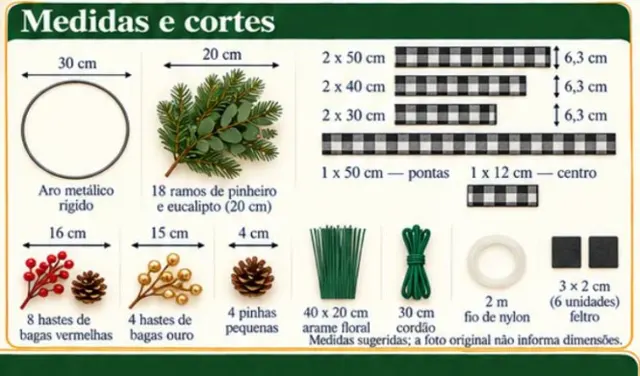 Medidas e cortes
30 cm
Aro metálico
rígido
20 cm
18 ramos de pinheiro
e eucalipto (20 cm)
2 x 50 cm
6,3 cm
2 x 40 cm
6,3 cm
2 x 30 cm
6,3 cm
1 x 50 cm — pontas
1 x 12 cm — centro
16 cm
8 hastes de
bagas vermelhas
15 cm
4 hastes de
bagas ouro
4 cm
4 pinhas
pequenas
40 x 20 cm
arame floral
30 cm
cordão
2 m
fio de nylon
3 × 2 cm
(6 unidades)
feltro
Medidas sugeridas; a foto original não informa dimensões.